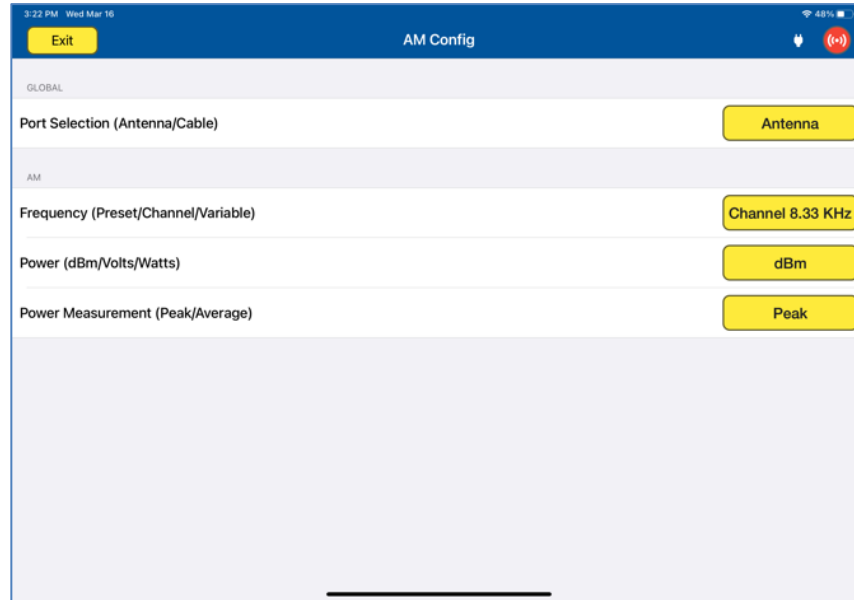 3:22 PM Wed Mar 16 48%
Exit AM Config
GLOBAL
Port Selection (Antenna/Cable) Antenna
AM
Frequency (Preset/Channel/Variable) Channel 8.33 KHz
Power (dBm/Volts/Watts) dBm
Power Measurement (Peak/Average) Peak